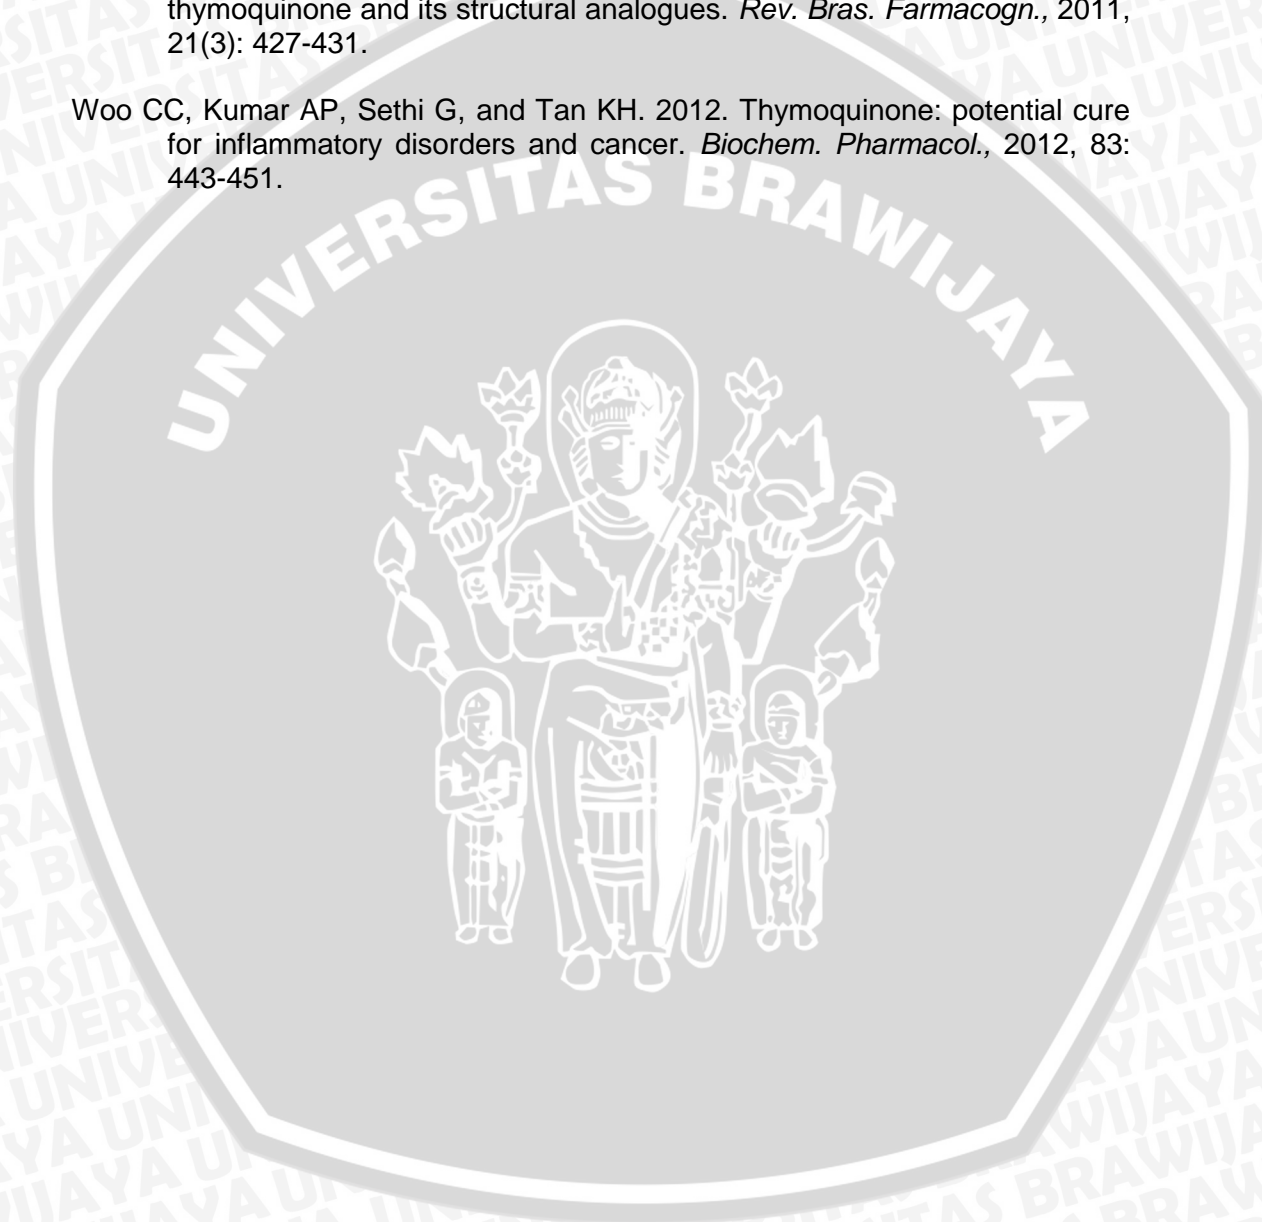 thymoquinone and its structural analogues. Rev. Bras. Farmacogn., 2011,
21(3): 427-431.
Woo CC, Kumar AP, Sethi G, and Tan KH. 2012. Thymoquinone: potential cure
for inflammatory disorders and cancer. Biochem. Pharmacol., 2012, 83:
443-451.
UNIVERSITAS BRAWIJAYA